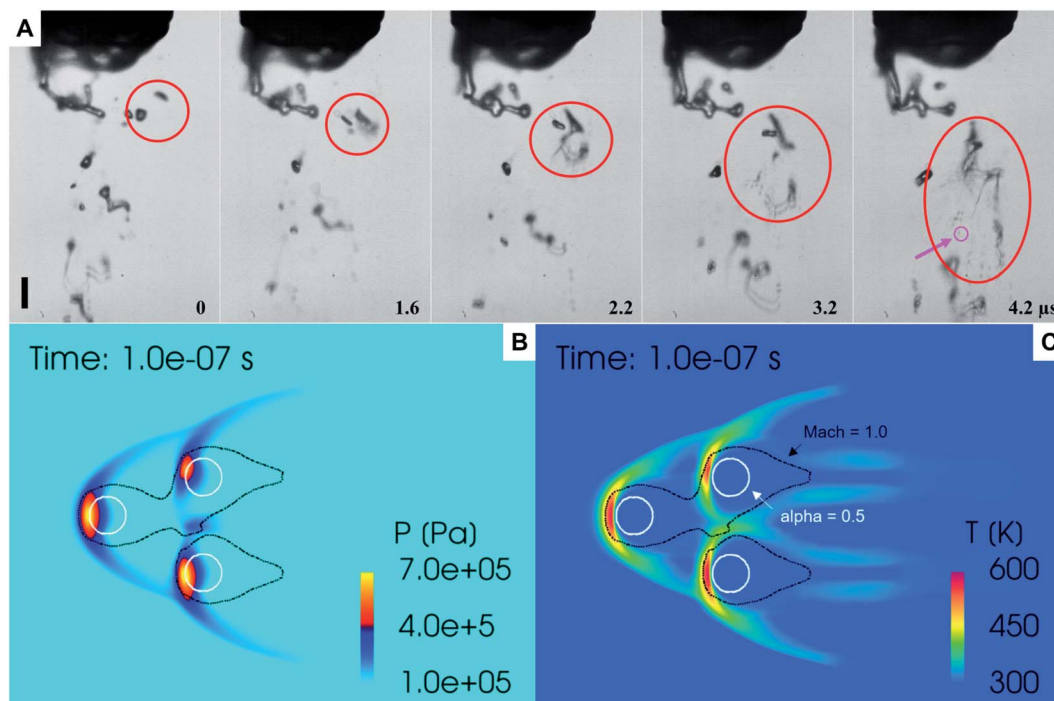 A
0
1.6
2.2
3.2
4.2 µs
Time: 1.0e-07 s
B
P (Pa)
7.0e+05
4.0e+5
1.0e+05
Time: 1.0e-07 s
C
Mach = 1.0
alpha = 0.5
T (K)
600
450
300